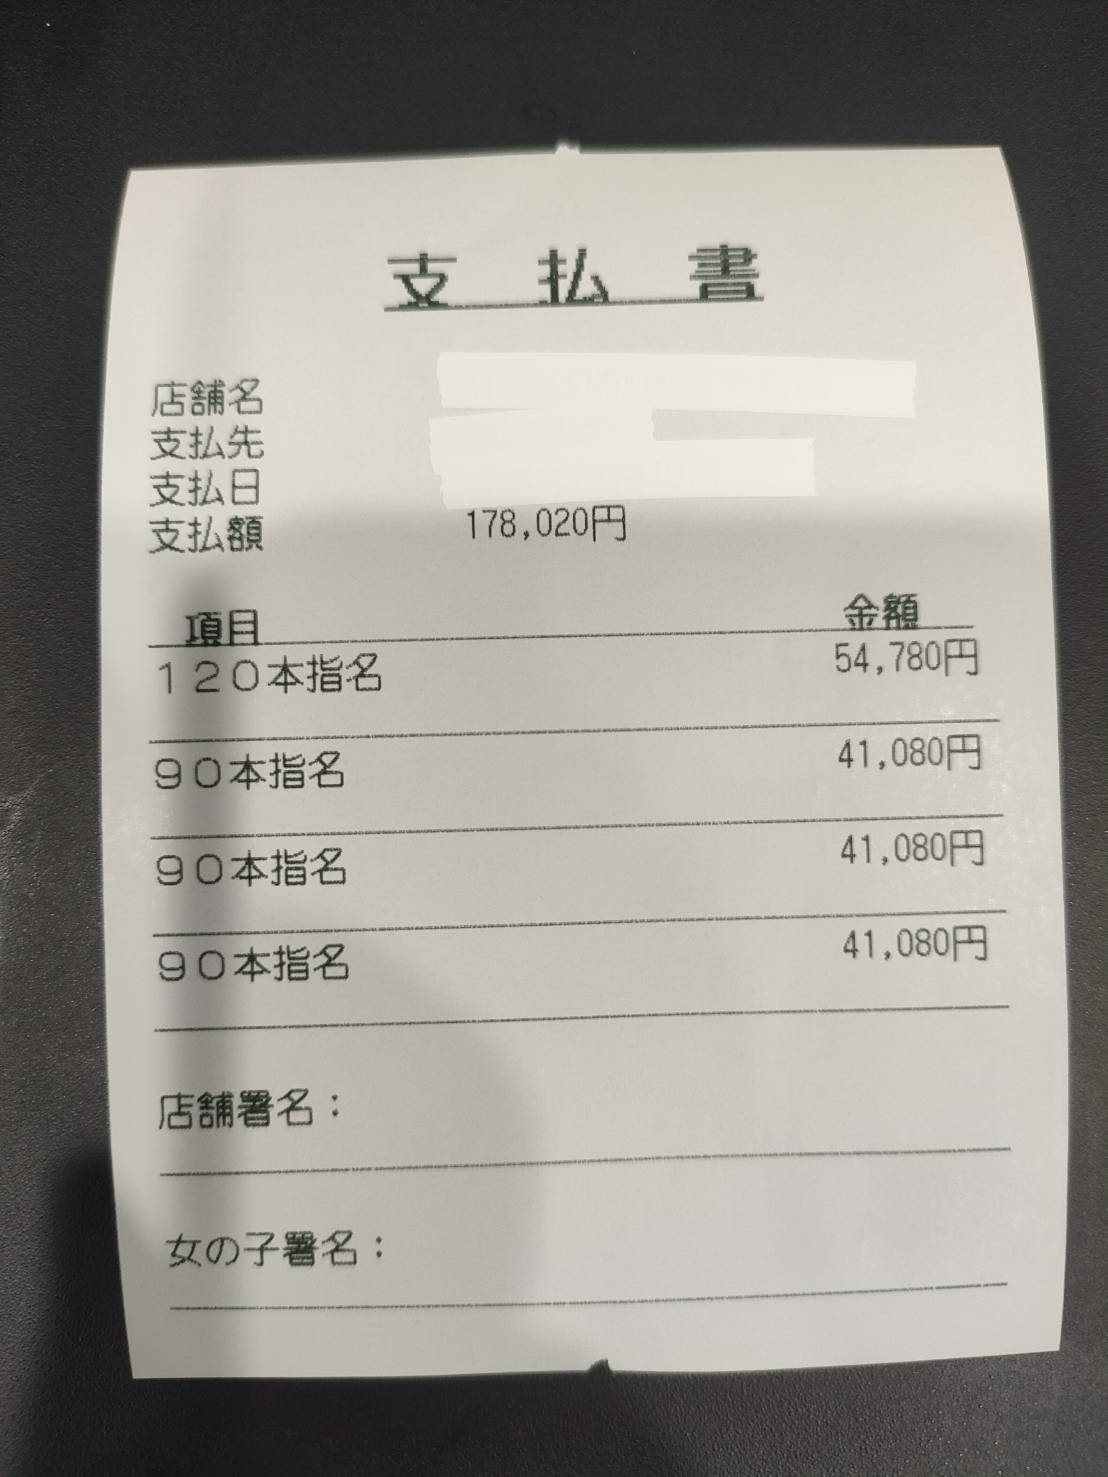 支払書
店舗名
支払先
支払日
支払額 178,020円
項目 金額
１２０本指名 54,780円
９０本指名 41,080円
９０本指名 41,080円
９０本指名 41,080円
店舗署名：
女の子署名：